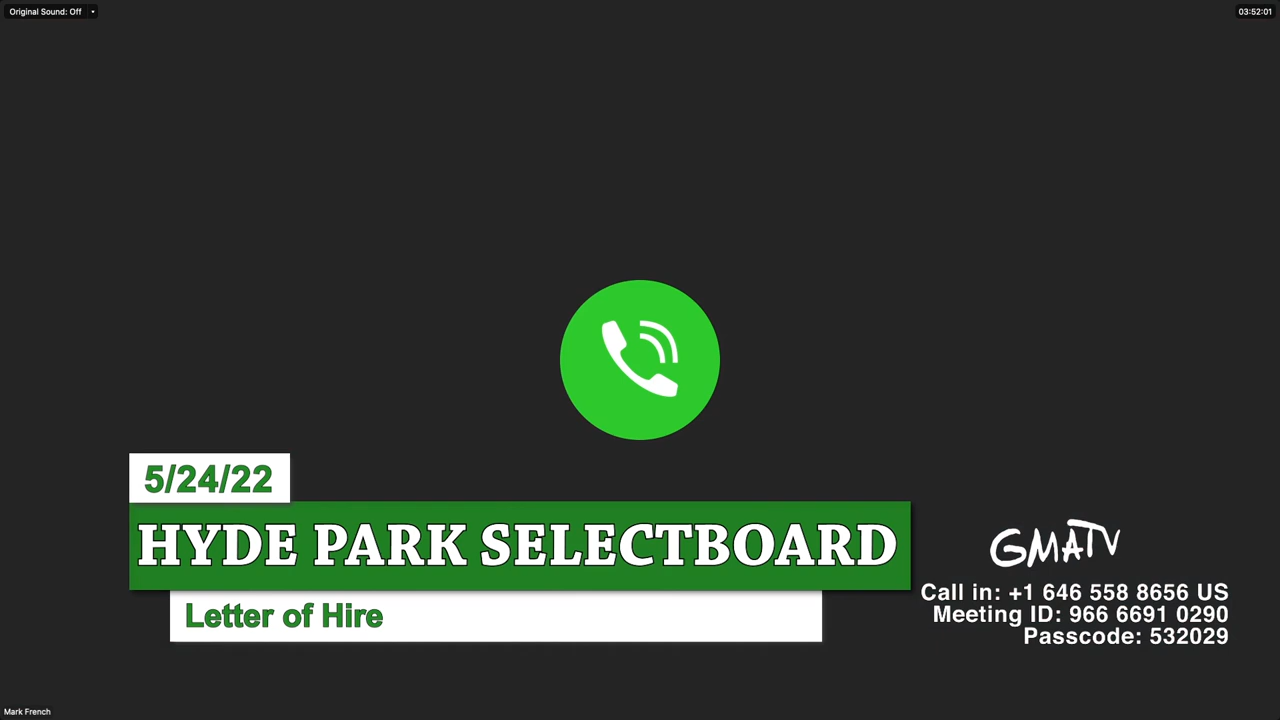 Original Sound: Off
03:52:01
5/24/22
HYDE PARK SELECTBOARD
Letter of Hire
GMATV
Call in: +1 646 558 8656 US
Meeting ID: 966 6691 0290
Passcode: 532029
Mark French